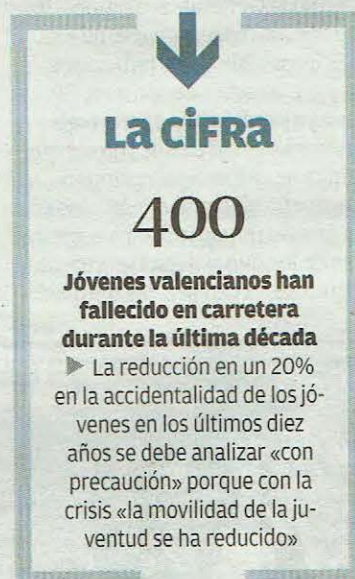 La CiFRa
400
Jóvenes valencianos han
fallecido en carretera
durante la última década
▶ La reducción en un 20%
en la accidentalidad de los jó-
venes en los últimos diez
años se debe analizar «con
precaución» porque con la
crisis «la movilidad de la ju-
ventud se ha reducido»